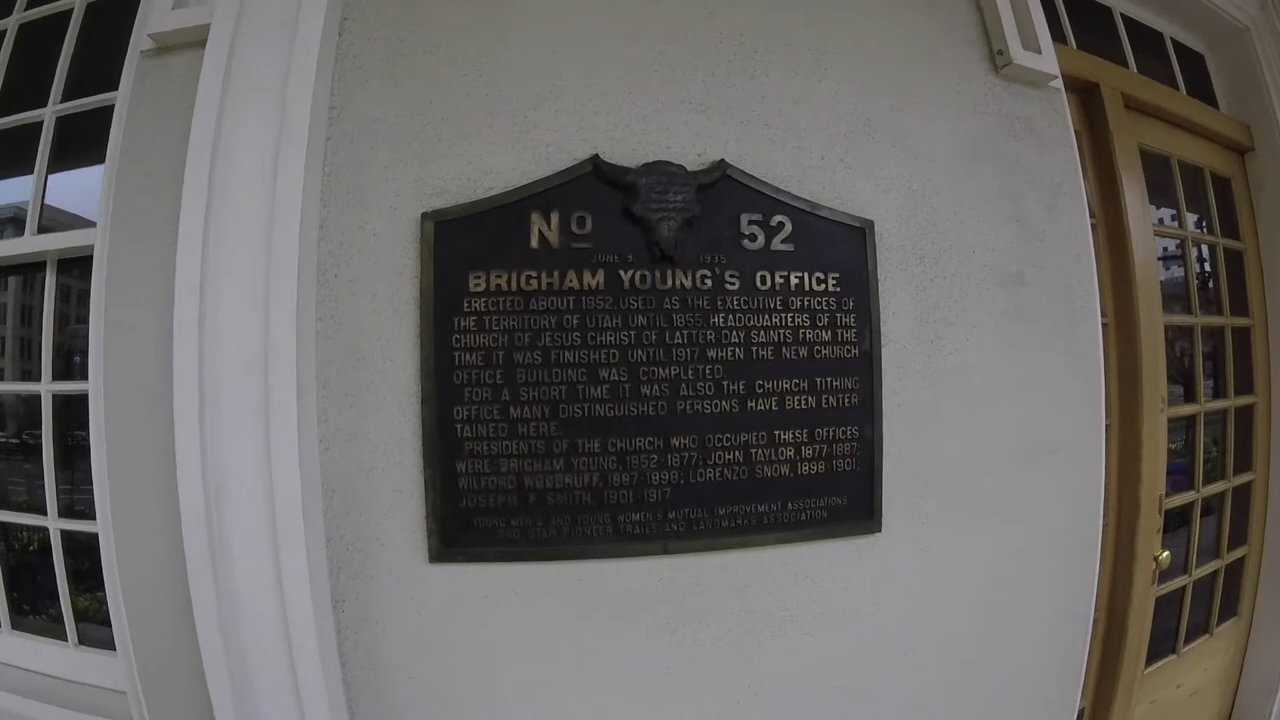 Nº 52
JUNE 9, 1935
BRIGHAM YOUNG'S OFFICE
ERECTED ABOUT 1852. USED AS THE EXECUTIVE OFFICES OF
THE TERRITORY OF UTAH UNTIL 1855. HEADQUARTERS OF THE
CHURCH OF JESUS CHRIST OF LATTER-DAY SAINTS FROM THE
TIME IT WAS FINISHED UNTIL 1917 WHEN THE NEW CHURCH
OFFICE BUILDING WAS COMPLETED.
FOR A SHORT TIME IT WAS ALSO THE CHURCH TITHING
OFFICE. MANY DISTINGUISHED PERSONS HAVE BEEN ENTER
TAINED HERE.
PRESIDENTS OF THE CHURCH WHO OCCUPIED THESE OFFICES
WERE: BRIGHAM YOUNG, 1852-1877; JOHN TAYLOR, 1877-1887;
WILFORD WOODRUFF, 1887-1898; LORENZO SNOW, 1898-1901;
JOSEPH F. SMITH, 1901-1917
YOUNG MEN'S AND YOUNG WOMEN'S MUTUAL IMPROVEMENT ASSOCIATIONS
AND UTAH PIONEER TRAILS AND LANDMARKS ASSOCIATION